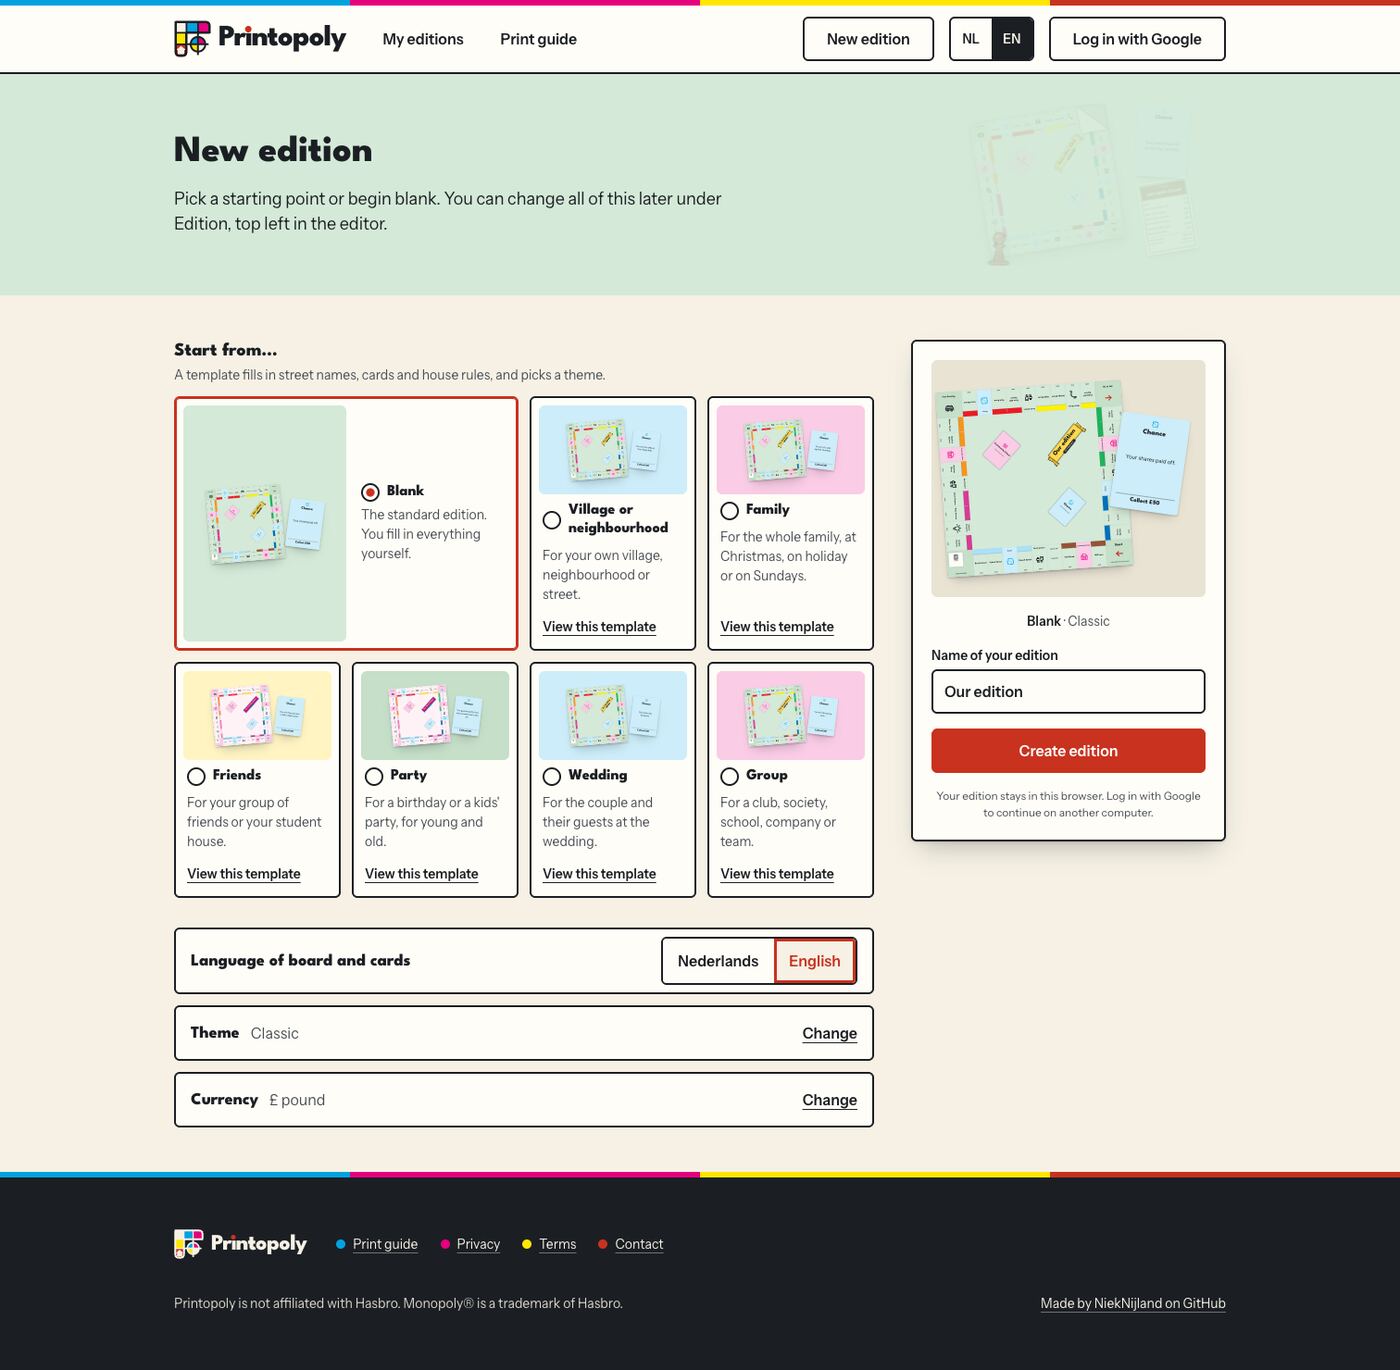 Printopoly
My editions
Print guide
New edition
NL
EN
Log in with Google
New edition
Pick a starting point or begin blank. You can change all of this later under
Edition, top left in the editor.
Start from...
A template fills in street names, cards and house rules, and picks a theme.
Blank
The standard edition.
You fill in everything
yourself.
Village or
neighbourhood
For your own village,
neighbourhood or
street.
View this template
Family
For the whole family, at
Christmas, on holiday
or on Sundays.
View this template
Friends
For your group of
friends or your student
house.
View this template
Party
For a birthday or a kids'
party, for young and
old.
View this template
Wedding
For the couple and
their guests at the
wedding.
View this template
Group
For a club, society,
school, company or
team.
View this template
Our edition
Chance
Your shares paid off.
Collect £50
Blank · Classic
Name of your edition
Our edition
Create edition
Your edition stays in this browser. Log in with Google
to continue on another computer.
Language of board and cards
Nederlands
English
Theme Classic
Change
Currency £ pound
Change
Printopoly
Print guide
Privacy
Terms
Contact
Printopoly is not affiliated with Hasbro. Monopoly® is a trademark of Hasbro.
Made by NiekNijland on GitHub